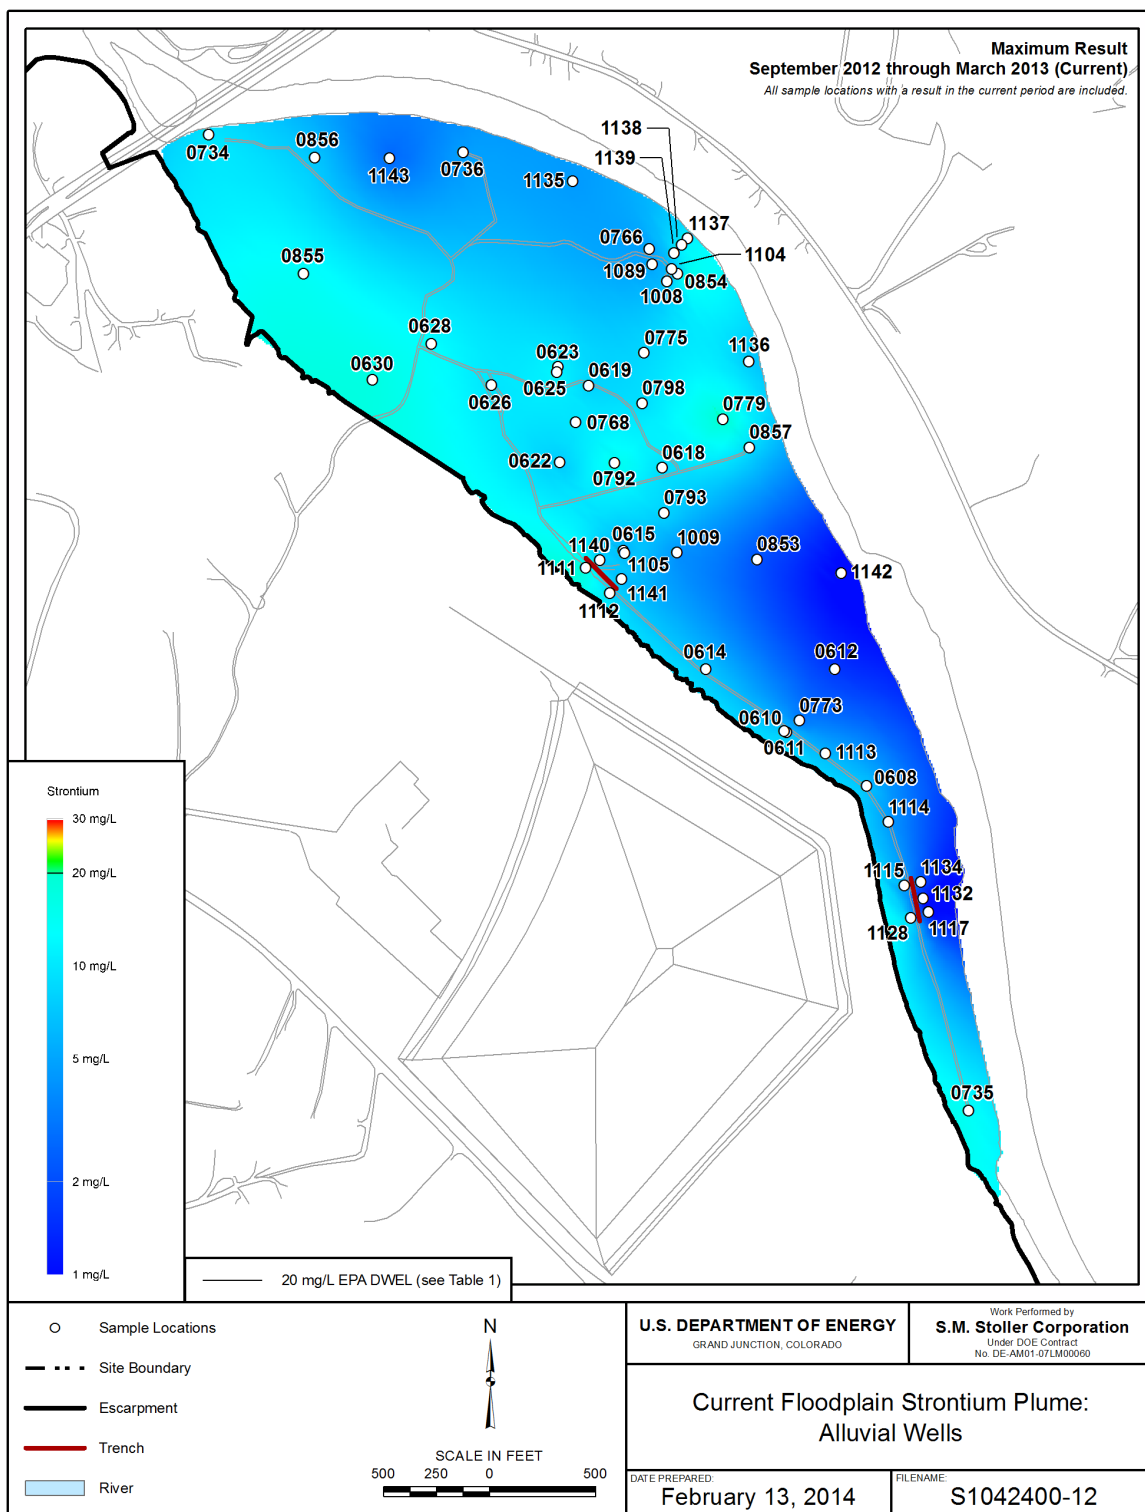 Maximum Result
September 2012 through March 2013 (Current)
All sample locations with a result in the current period are included.
1138
1139
0734
0856
1143
0736
1135
1137
0766
1104
1089
0854
1008
0855
0628
0775
1136
0623
0630
0625
0619
0626
0798
0779
0768
0857
0622
0618
0792
0793
0615
1009
1140
0853
1111
1105
1142
1141
1112
0614
0612
0773
0610
0611
1113
0608
1114
1134
1115
1132
1117
1128
0735
Strontium
30 mg/L
20 mg/L
10 mg/L
5 mg/L
2 mg/L
1 mg/L
20 mg/L EPA DWEL (see Table 1)
Sample Locations
Site Boundary
Escarpment
Trench
River
N
SCALE IN FEET
500 250 0 500
U.S. DEPARTMENT OF ENERGY
GRAND JUNCTION, COLORADO
Work Performed by
S.M. Stoller Corporation
Under DOE Contract
No. DE-AM01-07LM00060
Current Floodplain Strontium Plume:
Alluvial Wells
DATE PREPARED:
February 13, 2014
FILENAME:
S1042400-12